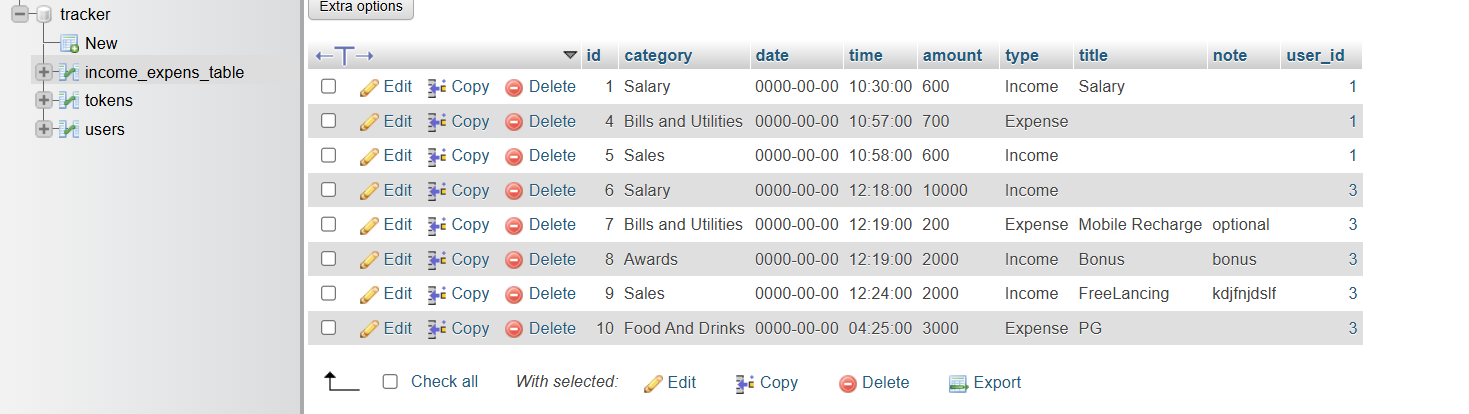 tracker
New
income_expens_table
tokens
users
Extra options
id category date time amount type title note user_id
Edit Copy Delete 1 Salary 0000-00-00 10:30:00 600 Income Salary 1
Edit Copy Delete 4 Bills and Utilities 0000-00-00 10:57:00 700 Expense 1
Edit Copy Delete 5 Sales 0000-00-00 10:58:00 600 Income 1
Edit Copy Delete 6 Salary 0000-00-00 12:18:00 10000 Income 3
Edit Copy Delete 7 Bills and Utilities 0000-00-00 12:19:00 200 Expense Mobile Recharge optional 3
Edit Copy Delete 8 Awards 0000-00-00 12:19:00 2000 Income Bonus bonus 3
Edit Copy Delete 9 Sales 0000-00-00 12:24:00 2000 Income FreeLancing kdjfnjdslf 3
Edit Copy Delete 10 Food And Drinks 0000-00-00 04:25:00 3000 Expense PG 3
Check all With selected: Edit Copy Delete Export